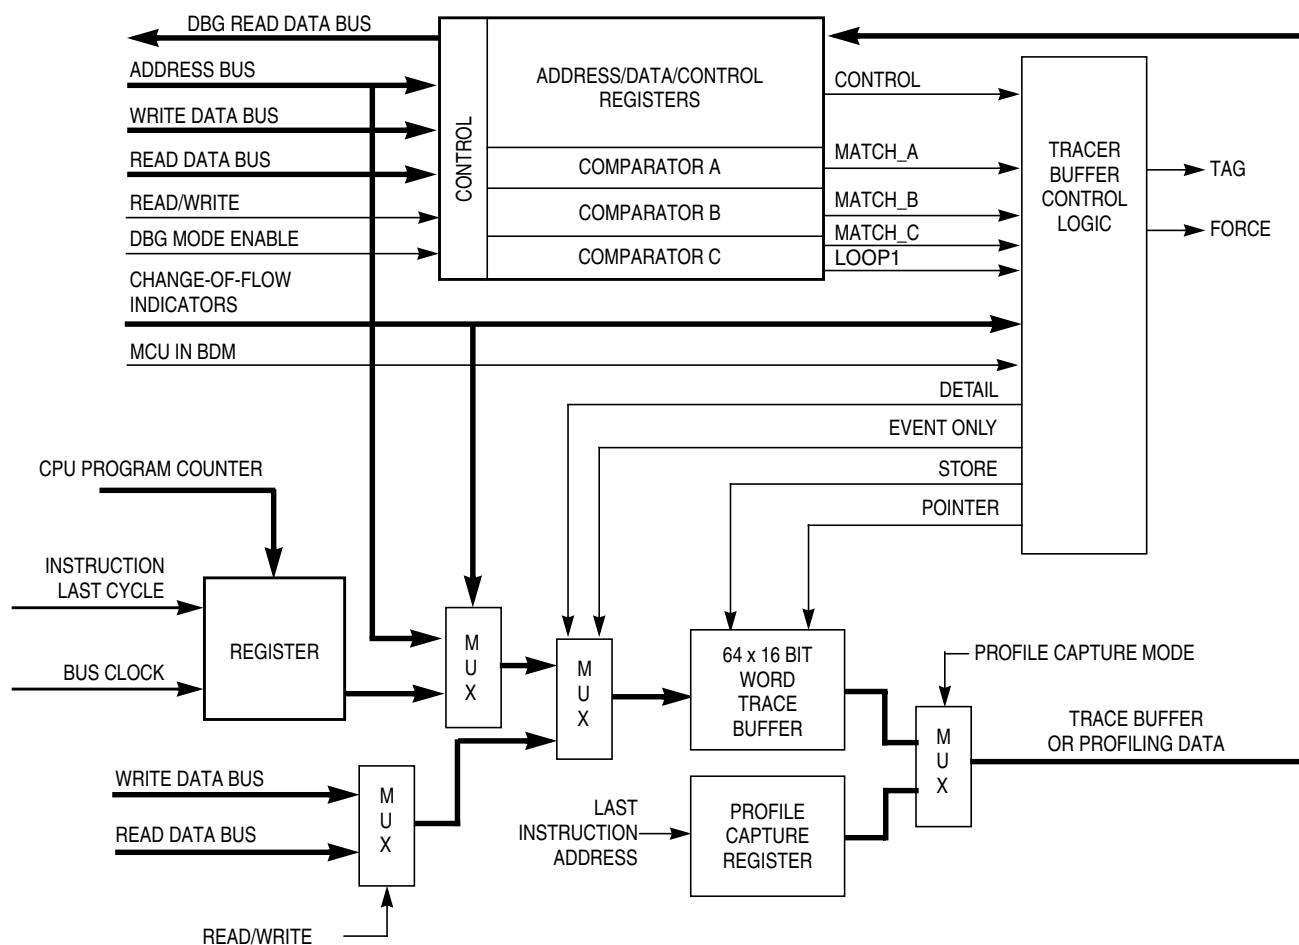 DBG READ DATA BUS
ADDRESS BUS
WRITE DATA BUS
READ DATA BUS
READ/WRITE
DBG MODE ENABLE
CHANGE-OF-FLOW
INDICATORS
MCU IN BDM
CONTROL
ADDRESS/DATA/CONTROL
REGISTERS
COMPARATOR A
COMPARATOR B
COMPARATOR C
CONTROL
MATCH_A
MATCH_B
MATCH_C
LOOP1
TRACER
BUFFER
CONTROL
LOGIC
TAG
FORCE
DETAIL
EVENT ONLY
STORE
POINTER
CPU PROGRAM COUNTER
INSTRUCTION
LAST CYCLE
BUS CLOCK
REGISTER
M
U
X
M
U
X
64 x 16 BIT
WORD
TRACE
BUFFER
PROFILE CAPTURE MODE
M
U
X
TRACE BUFFER
OR PROFILING DATA
WRITE DATA BUS
READ DATA BUS
M
U
X
READ/WRITE
LAST
INSTRUCTION
ADDRESS
PROFILE
CAPTURE
REGISTER